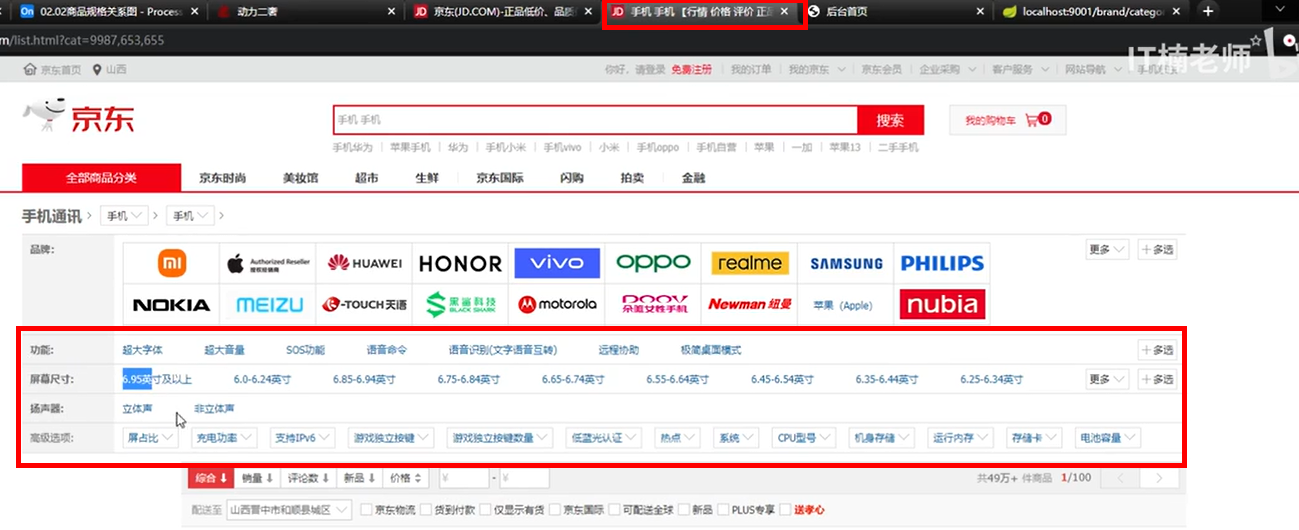 02.02商品规格关系图 - Process
动力二奢
京东(JD.COM)-正品低价、品质
手机 手机 【行情 价格 评价 正品
后台首页
localhost:9001/brand/catego
m/list.html?cat=9987,653,655
IT楠老师
京东首页 山西 你好,请登录 免费注册 我的订单 我的京东 京东会员 企业采购 客户服务 网站导航
京东
手机 手机 搜索
我的购物车 0
手机华为 苹果手机 华为 手机小米 手机vivo 小米 手机oppo 手机自营 苹果 一加 苹果13 二手手机
全部商品分类 京东时尚 美妆馆 超市 生鲜 京东国际 闪购 拍卖 金融
手机通讯 > 手机 > 手机 >
品牌: 更多 +多选
mi Authorized Reseller 授权经销商 HUAWEI HONOR vivo oppo realme SAMSUNG PHILIPS
NOKIA MEIZU K-TOUCH天语 黑鲨科技 BLACK SHARK motorola DOOV 朵唯女性手机 Newman 纽曼 苹果 (Apple) nubia
功能: 超大字体 超大音量 SOS功能 语音命令 语音识别(文字语音互转) 远程协助 极简桌面模式 +多选
屏幕尺寸: 6.95英寸及以上 6.0-6.24英寸 6.85-6.94英寸 6.75-6.84英寸 6.65-6.74英寸 6.55-6.64英寸 6.45-6.54英寸 6.35-6.44英寸 6.25-6.34英寸 更多 +多选
扬声器: 立体声 非立体声
高级选项: 屏占比 充电功率 支持IPv6 游戏独立按键 游戏独立按键数量 低蓝光认证 热点 系统 CPU型号 机身存储 运行内存 存储卡 电池容量
综合 销量 评论数 新品 价格 ¥ - ¥ 共49万+ 件商品 1/100 < >
配送至 山西晋中市和顺县城区 京东物流 货到付款 仅显示有货 京东国际 可配送全球 新品 PLUS专享 送孝心